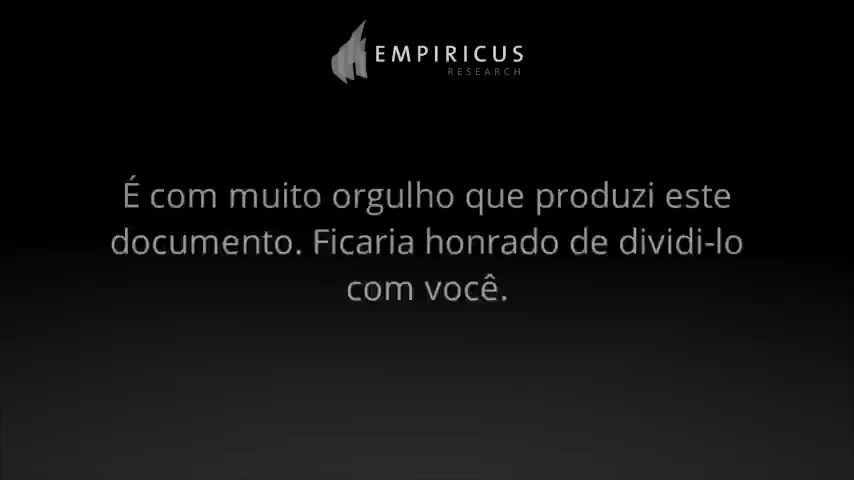 EMPIRICUS
RESEARCH
É com muito orgulho que produzi este
documento. Ficaria honrado de dividi-lo
com você.